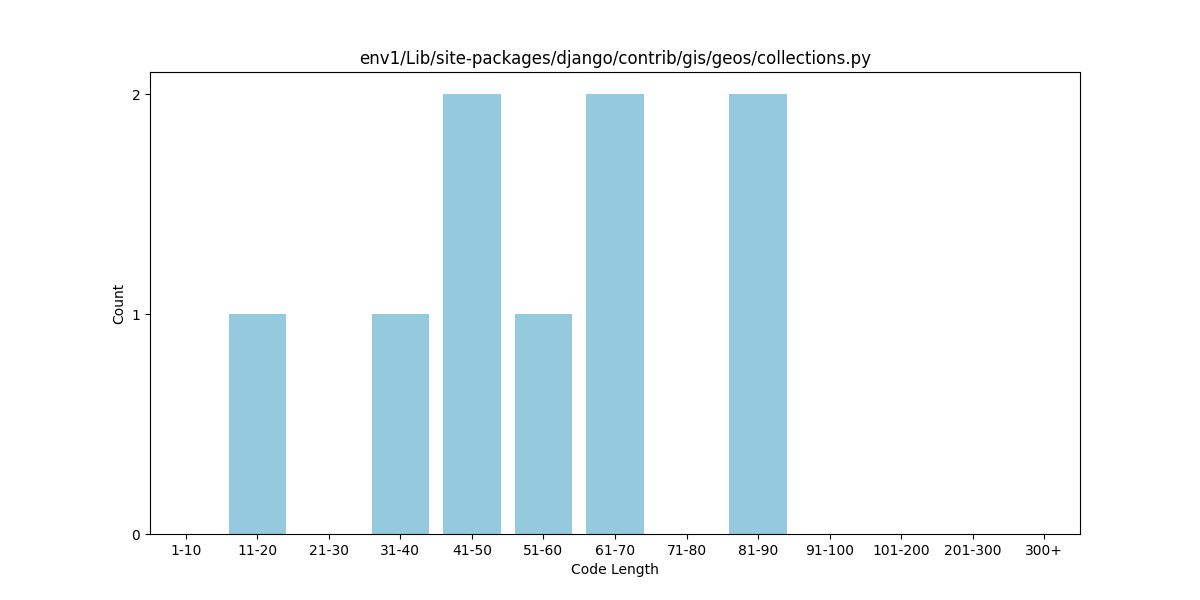 env1/Lib/site-packages/django/contrib/gis/geos/collections.py
2
1
0
Count
1-10 11-20 21-30 31-40 41-50 51-60 61-70 71-80 81-90 91-100 101-200 201-300 300+
Code Length